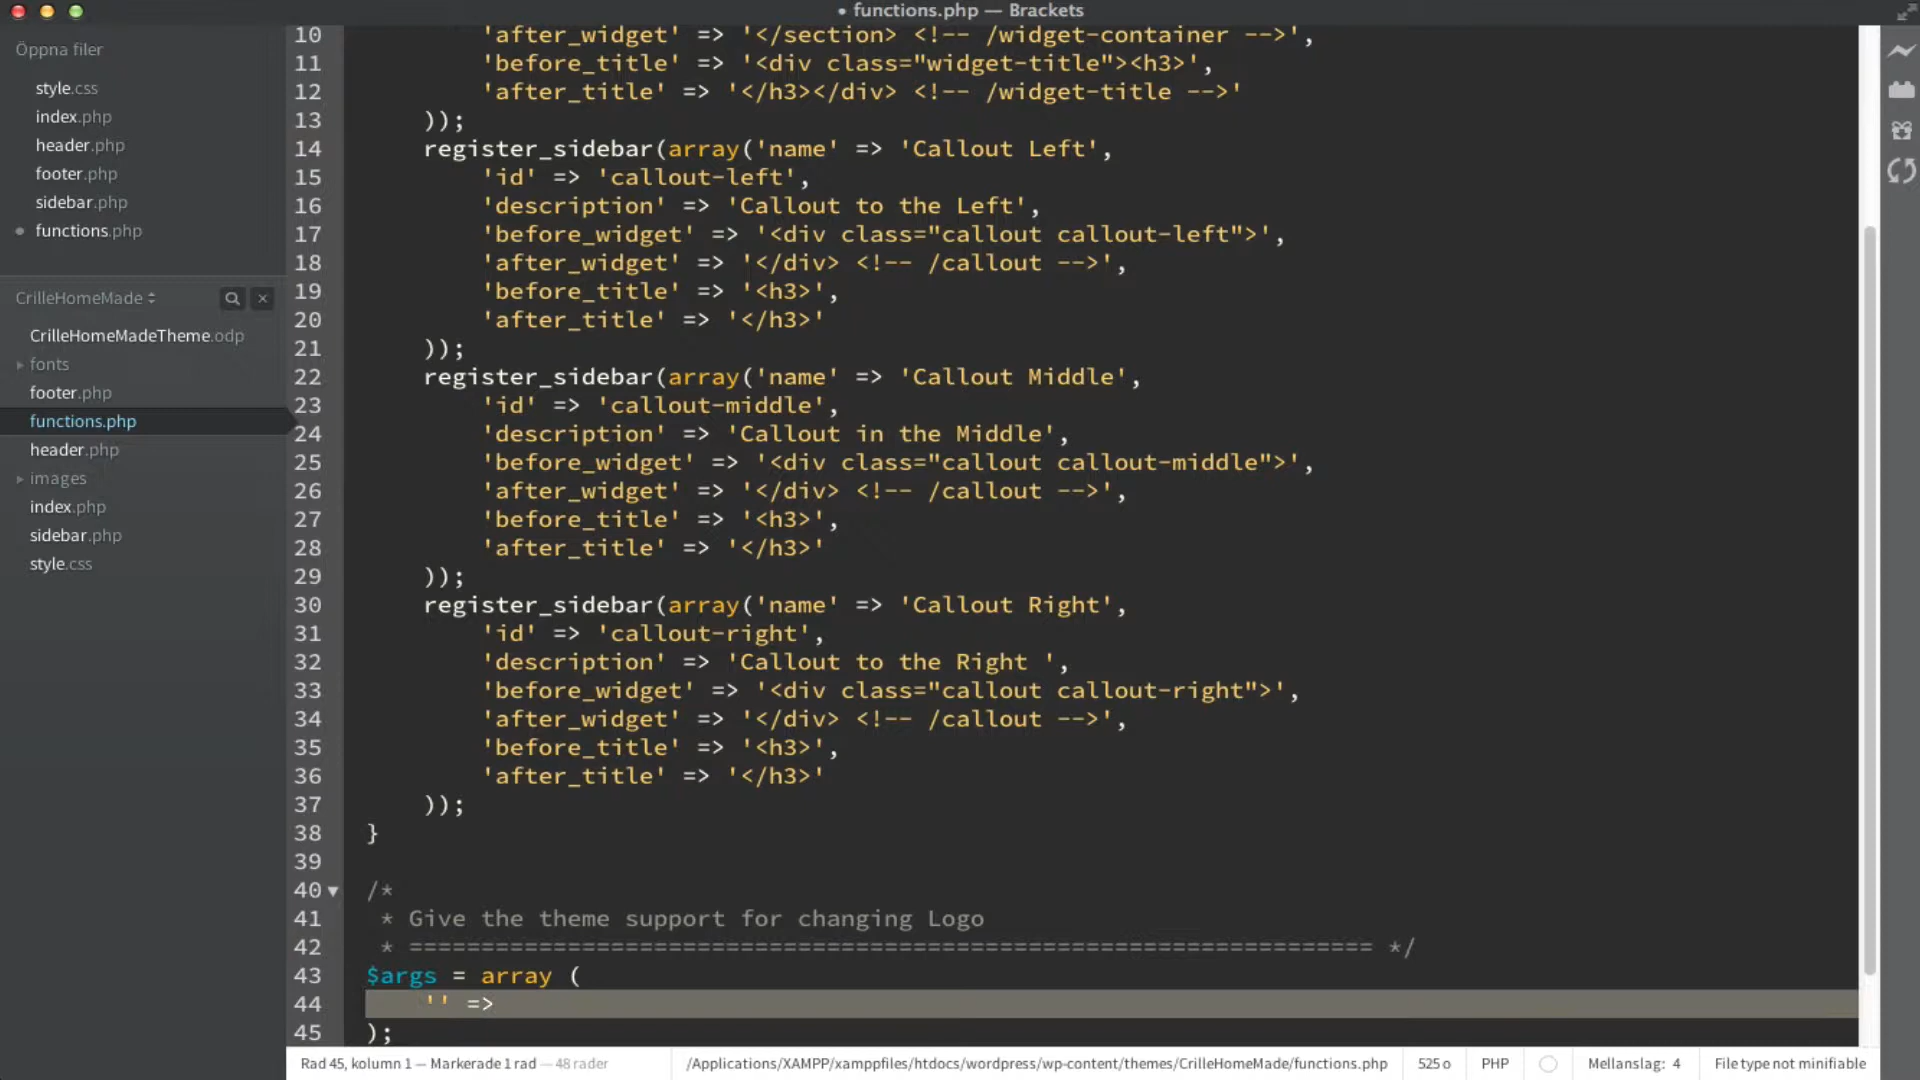 • functions.php — Brackets
Öppna filer
style.css
index.php
header.php
footer.php
sidebar.php
functions.php
CrilleHomeMade
CrilleHomeMadeTheme.odp
fonts
footer.php
functions.php
header.php
images
index.php
sidebar.php
style.css
10 'after_widget' => '</section> <!-- /widget-container -->',
11 'before_title' => '<div class="widget-title"><h3>',
12 'after_title' => '</h3></div> <!-- /widget-title -->'
13 ));
14 register_sidebar(array('name' => 'Callout Left',
15 'id' => 'callout-left',
16 'description' => 'Callout to the Left',
17 'before_widget' => '<div class="callout callout-left">',
18 'after_widget' => '</div> <!-- /callout -->',
19 'before_title' => '<h3>',
20 'after_title' => '</h3>'
21 ));
22 register_sidebar(array('name' => 'Callout Middle',
23 'id' => 'callout-middle',
24 'description' => 'Callout in the Middle',
25 'before_widget' => '<div class="callout callout-middle">',
26 'after_widget' => '</div> <!-- /callout -->',
27 'before_title' => '<h3>',
28 'after_title' => '</h3>'
29 ));
30 register_sidebar(array('name' => 'Callout Right',
31 'id' => 'callout-right',
32 'description' => 'Callout to the Right ',
33 'before_widget' => '<div class="callout callout-right">',
34 'after_widget' => '</div> <!-- /callout -->',
35 'before_title' => '<h3>',
36 'after_title' => '</h3>'
37 ));
38 }
39
40 /*
41 * Give the theme support for changing Logo
42 * =================================================================== */
43 $args = array (
44 '' =>
45 );
Rad 45, kolumn 1 — Markerade 1 rad — 48 rader
/Applications/XAMPP/xamppfiles/htdocs/wordpress/wp-content/themes/CrilleHomeMade/functions.php
525 o
PHP
Mellanslag: 4
File type not minifiable